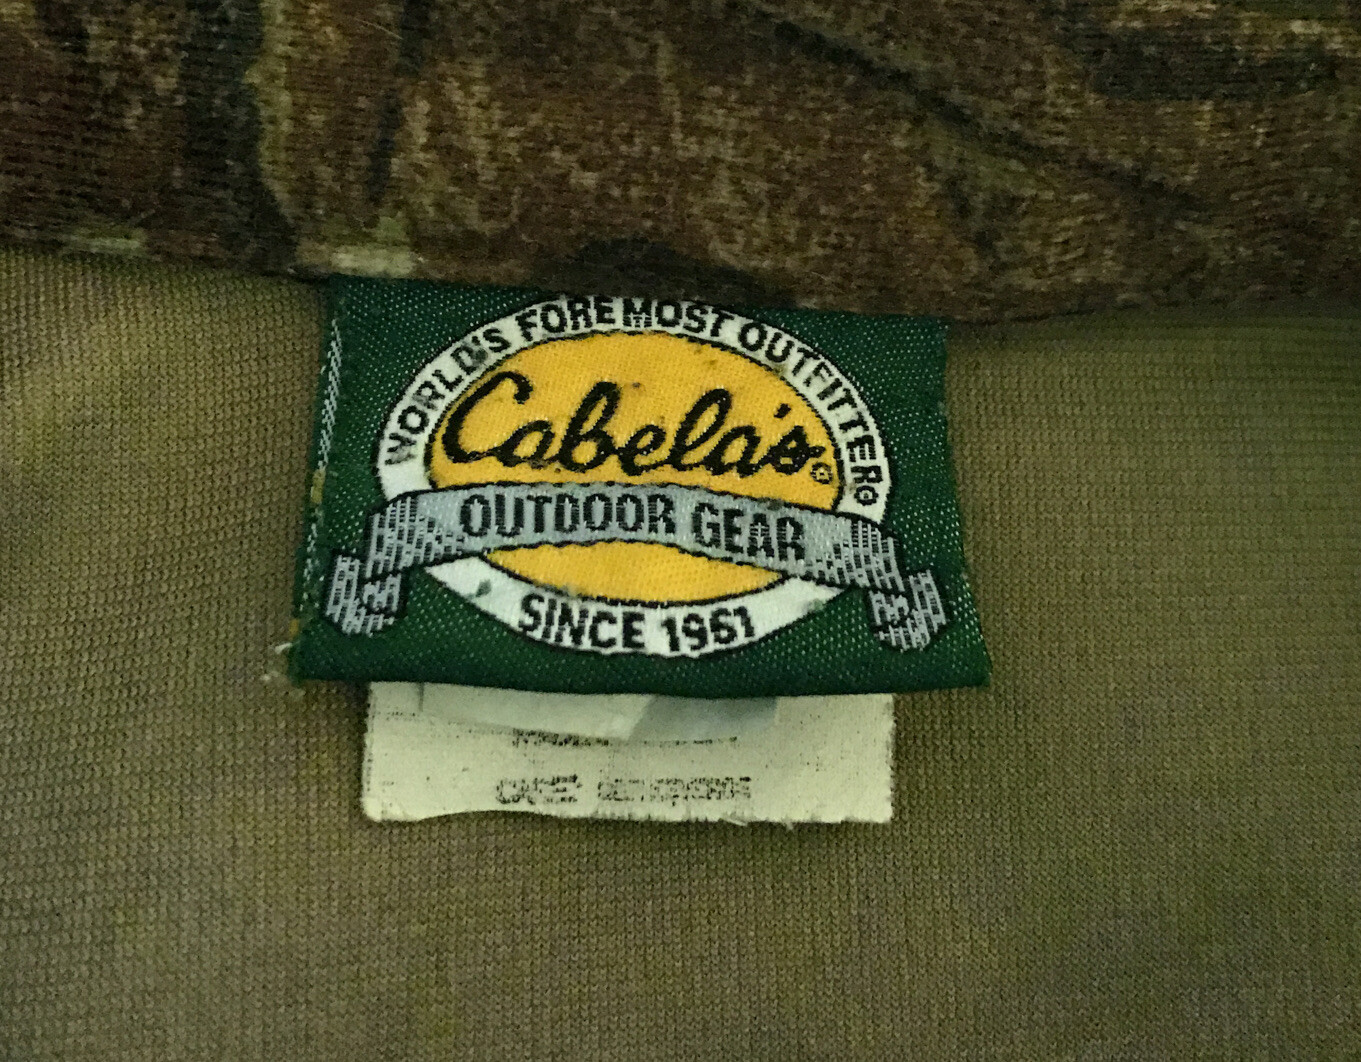 WORLD'S FOREMOST OUTFITTER®
Cabela's®
OUTDOOR GEAR
SINCE 1961